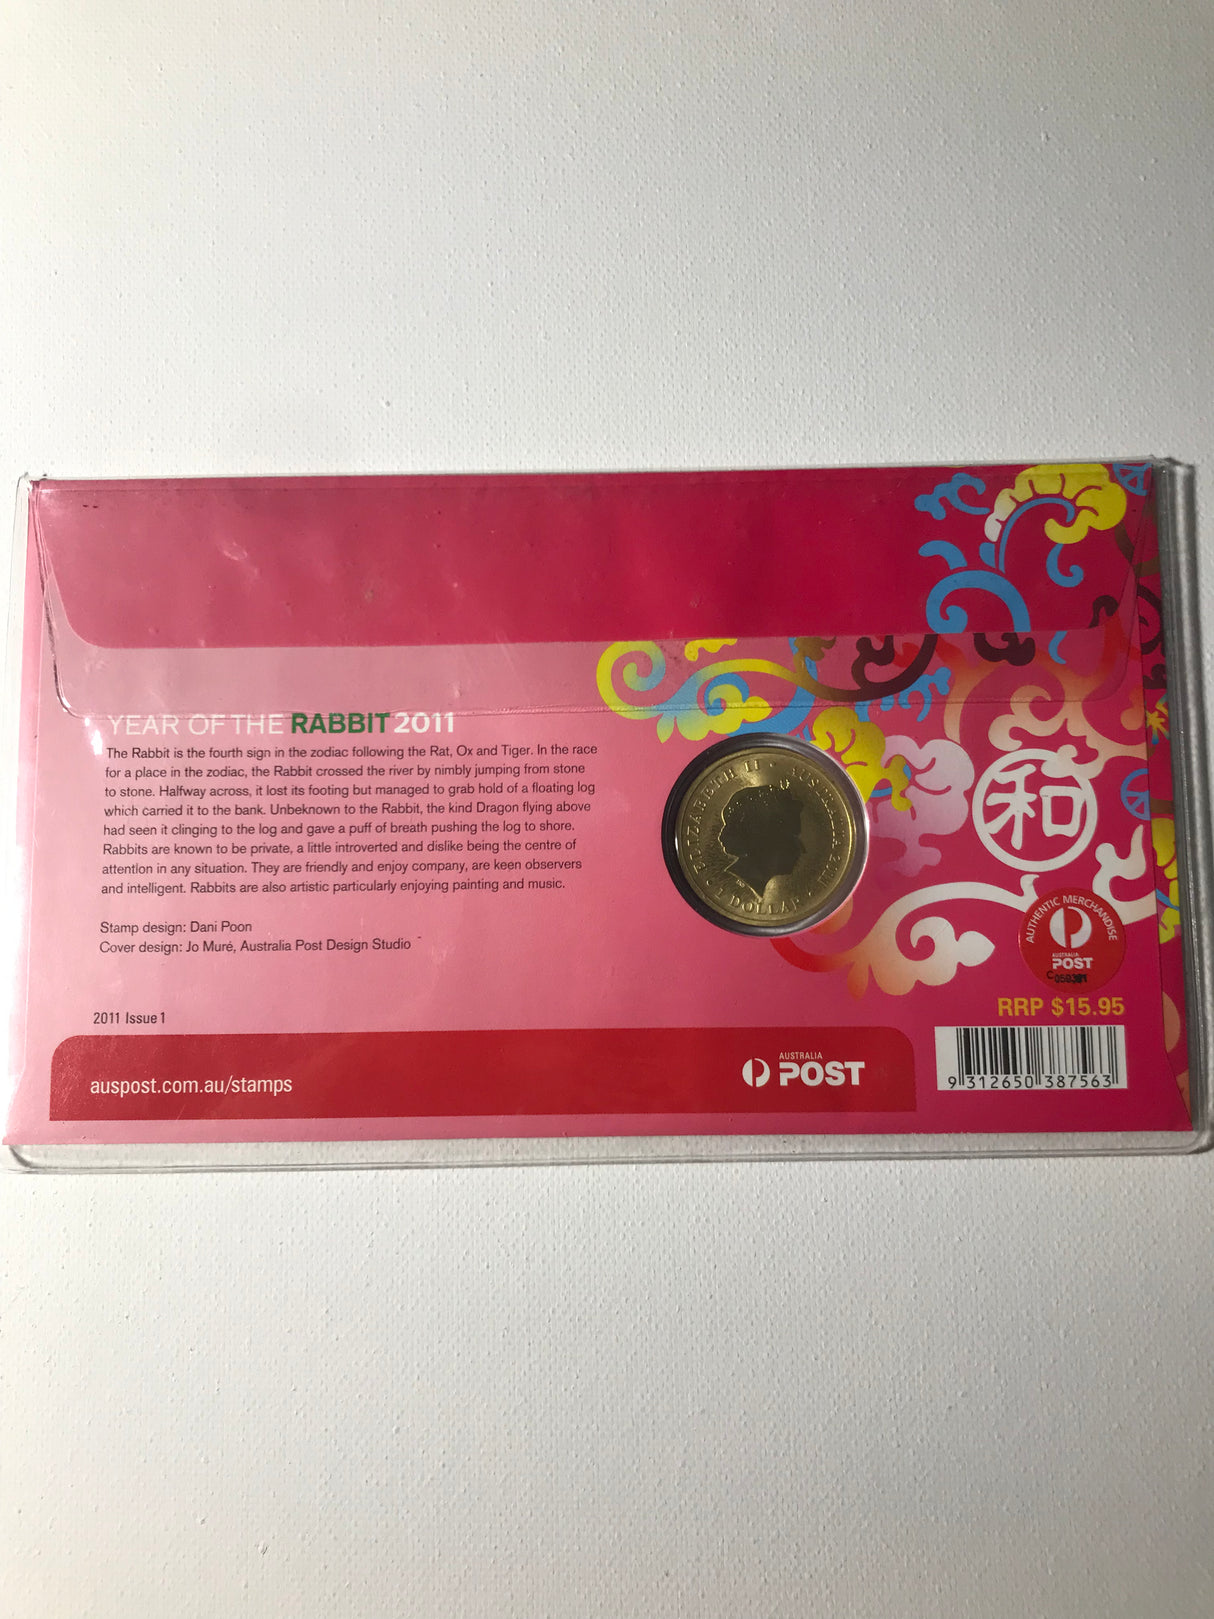 YEAR OF THE RABBIT 2011
The Rabbit is the fourth sign in the zodiac following the Rat, Ox and Tiger. In the race
for a place in the zodiac, the Rabbit crossed the river by nimbly jumping from stone
to stone. Halfway across, it lost its footing but managed to grab hold of a floating log
which carried it to the bank. Unbeknown to the Rabbit, the kind Dragon flying above
had seen it clinging to the log and gave a puff of breath pushing the log to shore.
Rabbits are known to be private, a little introverted and dislike being the centre of
attention in any situation. They are friendly and enjoy company, are keen observers
and intelligent. Rabbits are also artistic particularly enjoying painting and music.
Stamp design: Dani Poon
Cover design: Jo Muré, Australia Post Design Studio
2011 Issue 1
auspost.com.au/stamps
AUSTRALIA
POST
ELIZABETH II AUSTRALIA 2011
1 DOLLAR
和
AUTHENTIC MERCHANDISE
AUSTRALIA
POST
RRP $15.95
9 312650 387563